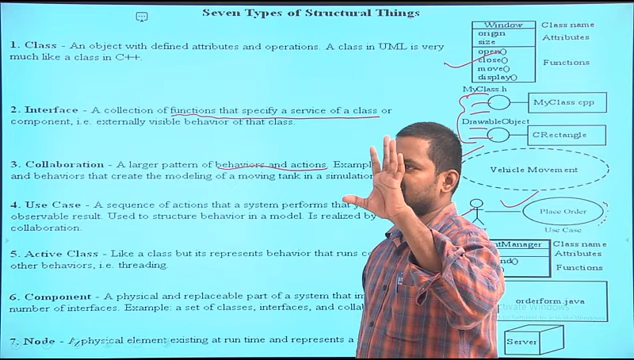 Seven Types of Structural Things
1. Class - An object with defined attributes and operations. A class in UML is very
much like a class in C++.
2. Interface - A collection of functions that specify a service of a class or
component, i.e. externally visible behavior of that class.
3. Collaboration - A larger pattern of behaviors and actions. Example
and behaviors that create the modeling of a moving tank in a simulation
4. Use Case - A sequence of actions that a system performs that
observable result. Used to structure behavior in a model. Is realized by
collaboration.
5. Active Class - Like a class but its represents behavior that runs
other behaviors, i.e. threading.
6. Component - A physical and replaceable part of a system that
number of interfaces. Example: a set of classes, interfaces, and
7. Node - A physical element existing at run time and represents a
Window
origin
size
open()
close()
move()
display()
Class name
Attributes
Functions
MyClass.h
MyClass cpp
DrawableObject
CRectangle
Vehicle Movement
Place Order
Use Case
Class name
Attributes
Functions
orderform java
Server